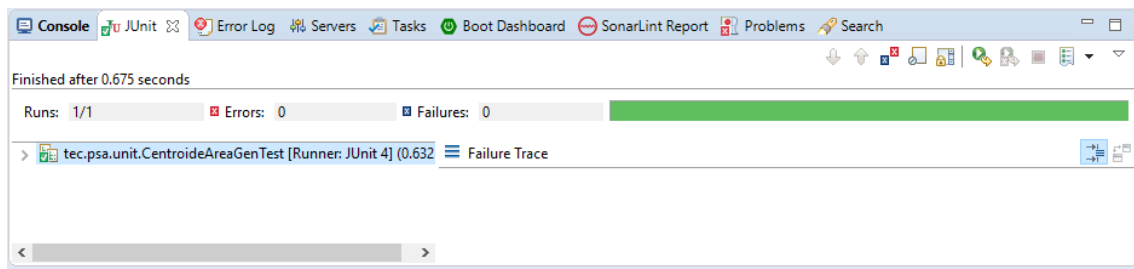 Console JUnit Error Log Servers Tasks Boot Dashboard SonarLint Report Problems Search
Finished after 0.675 seconds
Runs: 1/1 Errors: 0 Failures: 0
tec.psa.unit.CentroideAreaGenTest [Runner: JUnit 4] (0.632 Failure Trace